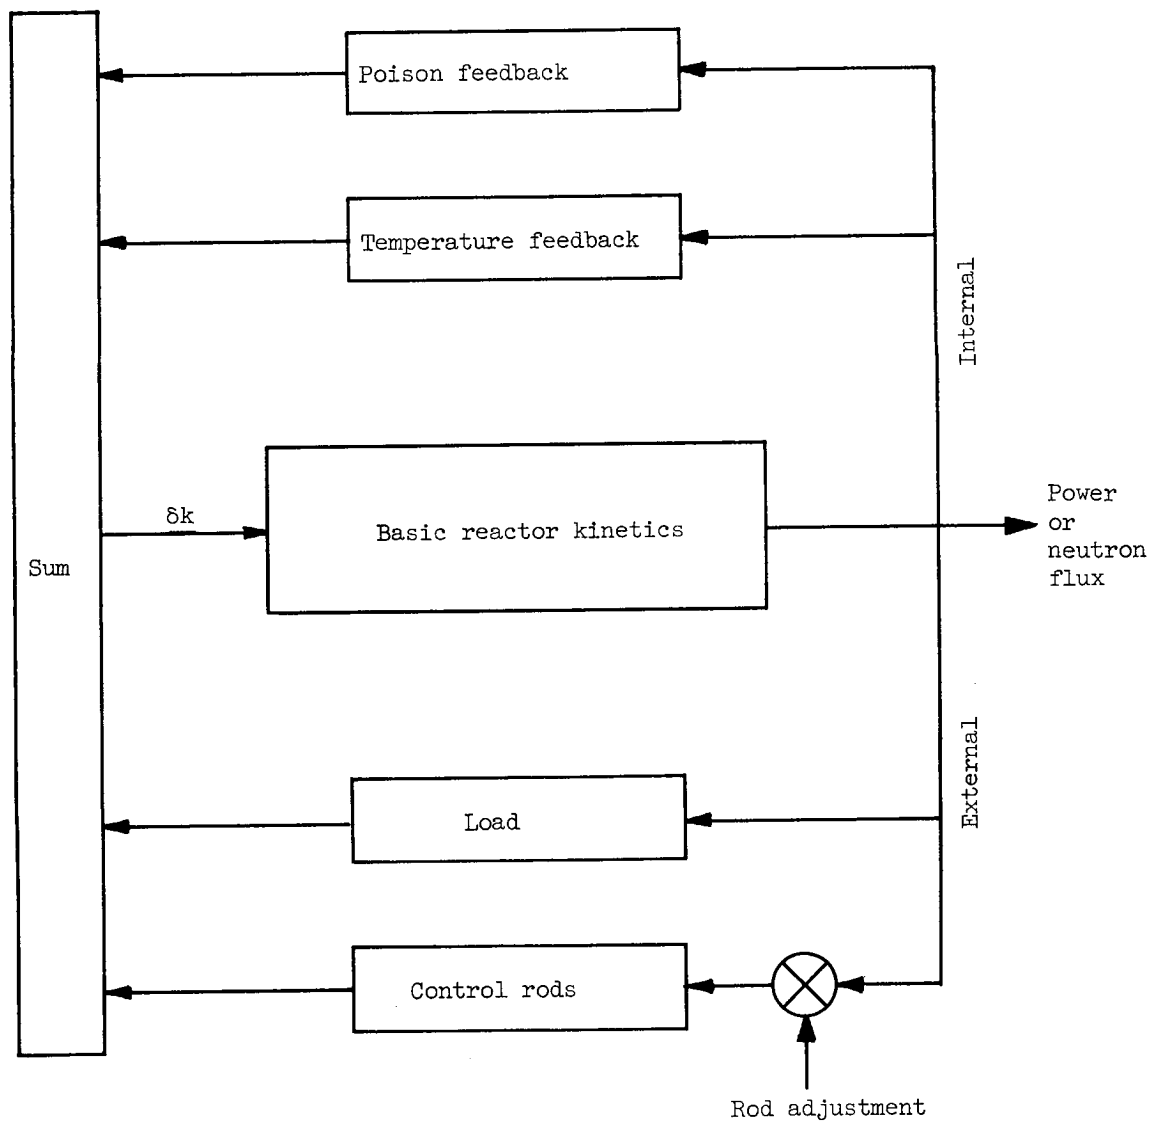 Poison feedback
Temperature feedback
Internal
δk
Basic reactor kinetics
Power
or
neutron
flux
Sum
External
Load
Control rods
Rod adjustment